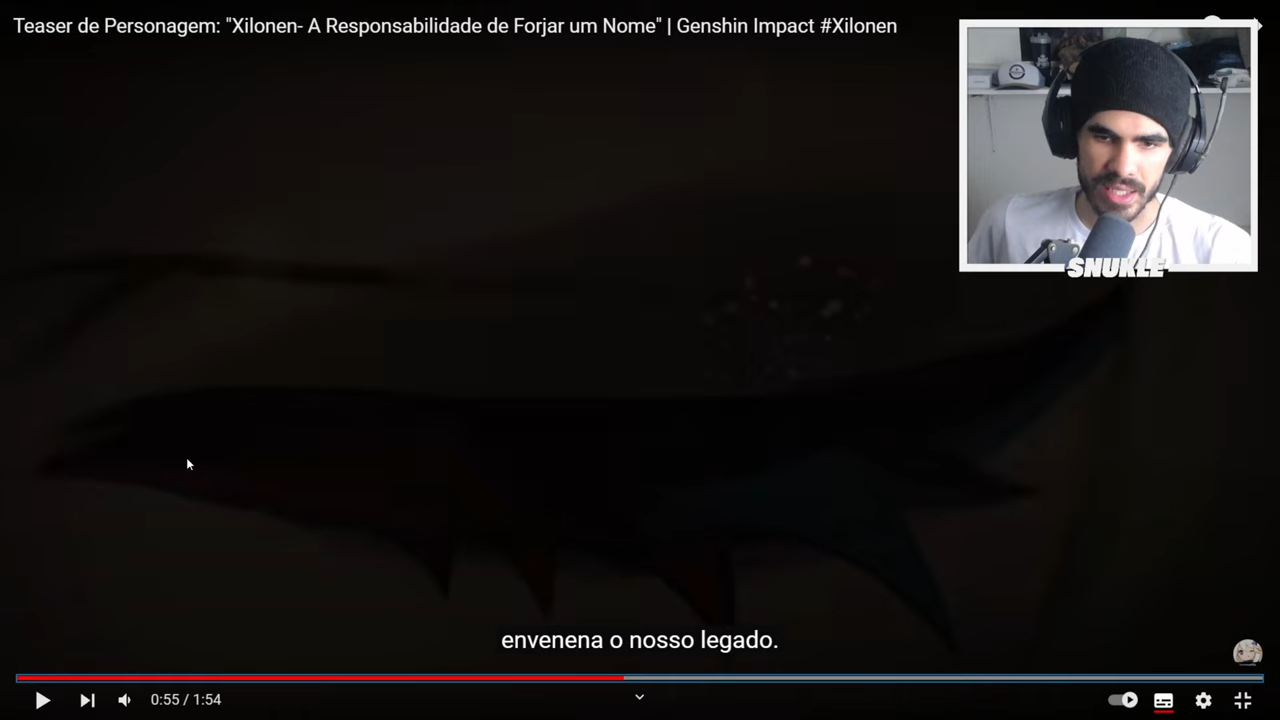 Teaser de Personagem: "Xilonen- A Responsabilidade de Forjar um Nome" | Genshin Impact #Xilonen
SNUKLE
envenena o nosso legado.
0:55 / 1:54